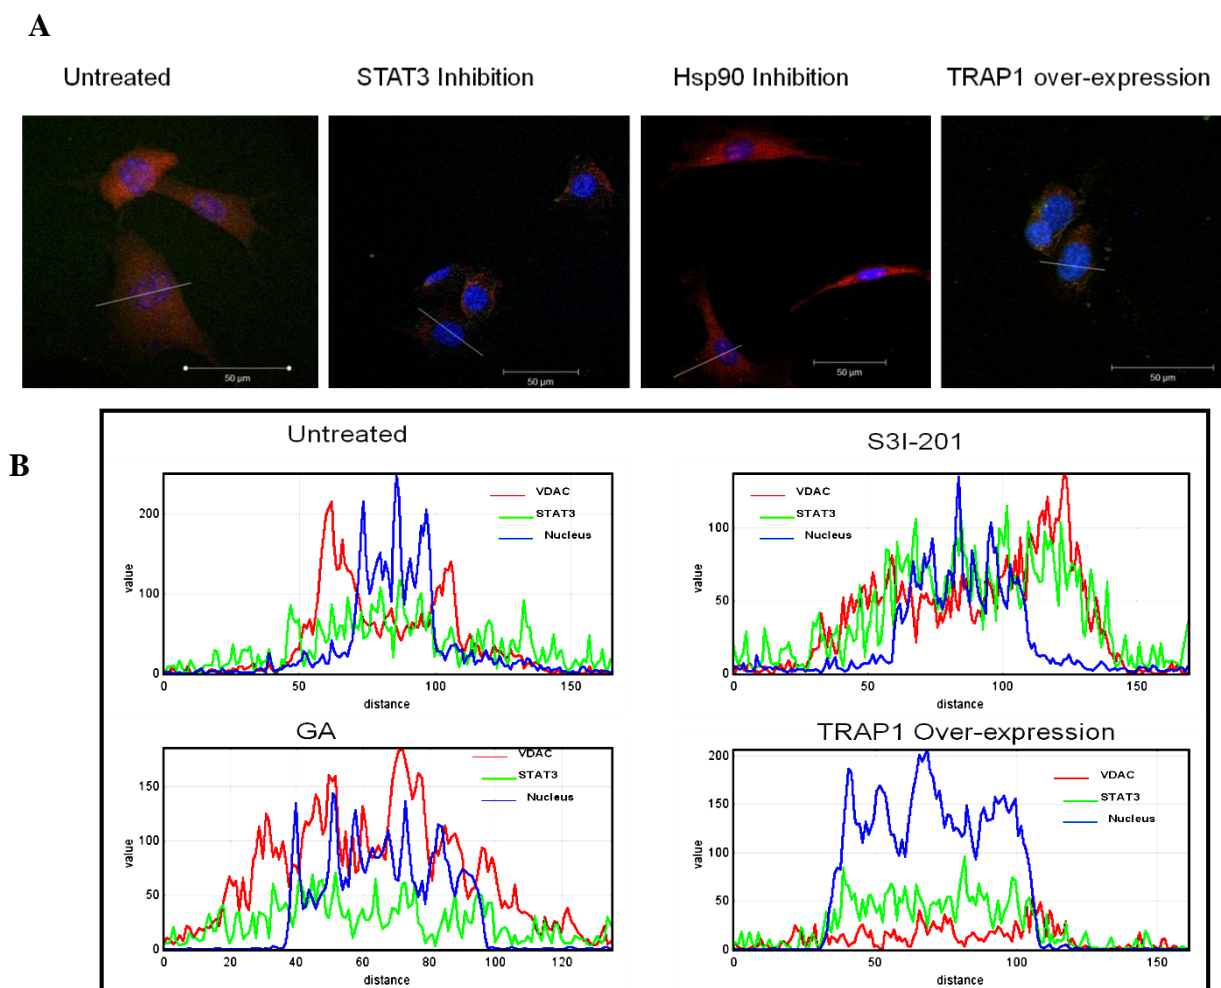 A
Untreated STAT3 Inhibition Hsp90 Inhibition TRAP1 over-expression
50 µm 50 µm 50 µm 50 µm
B
Untreated
VDAC
STAT3
Nucleus
value
200
100
0
0 50 100 150
distance
S3I-201
VDAC
STAT3
Nucleus
value
100
50
0
0 50 100 150
distance
GA
VDAC
STAT3
Nucleus
value
150
100
50
0
0 20 40 60 80 100 120
distance
TRAP1 Over-expression
VDAC
STAT3
Nucleus
value
200
150
100
50
0
0 50 100 150
distance